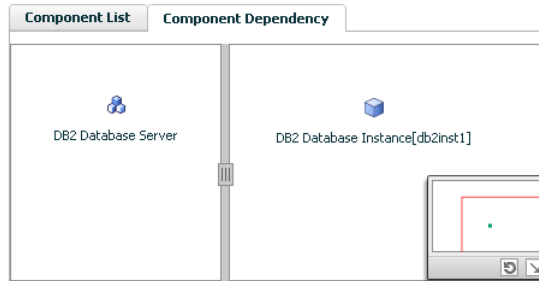 Component List
Component Dependency
DB2 Database Server
DB2 Database Instance[db2inst1]